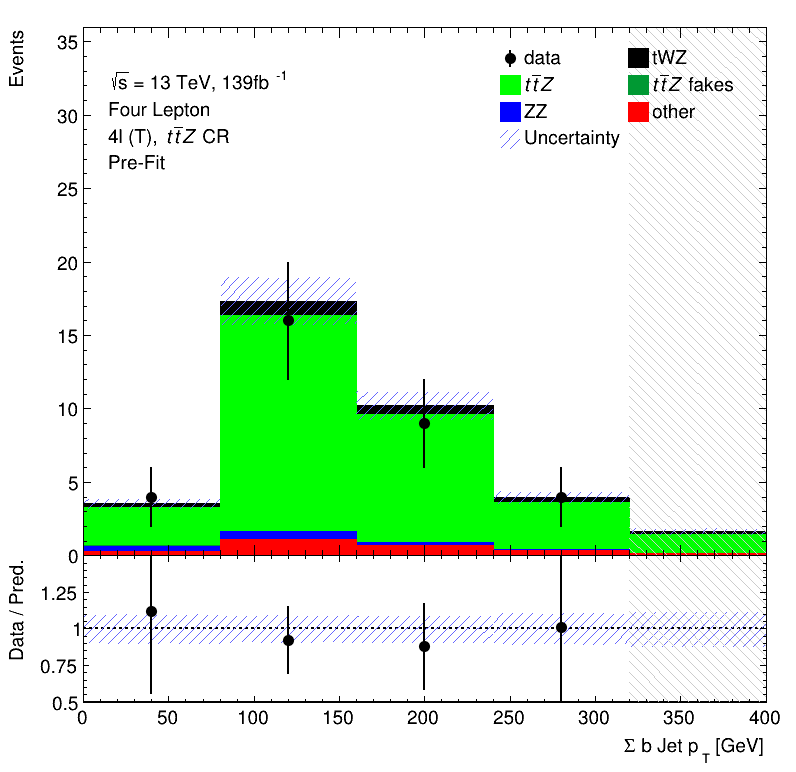 Events
35
30
25
20
15
10
5
0
√s = 13 TeV, 139fb⁻¹
Four Lepton
4l (T), tt̄Z CR
Pre-Fit
data
tWZ
tt̄Z
tt̄Z fakes
ZZ
other
Uncertainty
Data / Pred.
1.25
1
0.75
0.5
0 50 100 150 200 250 300 350 400
Σ b Jet p_T [GeV]